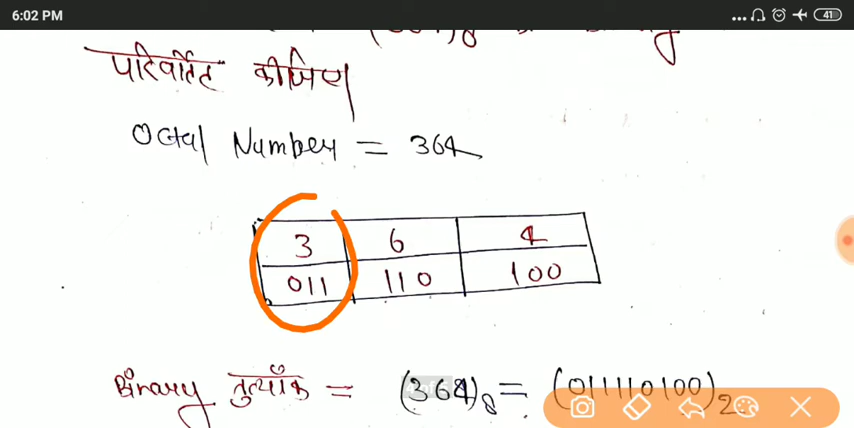 6:02 PM 41
परिवर्तित कीजिए
Octal Number = 364
3 6 4
011 110 100
Binary तुल्यांक = (364)8 = (011110100)2